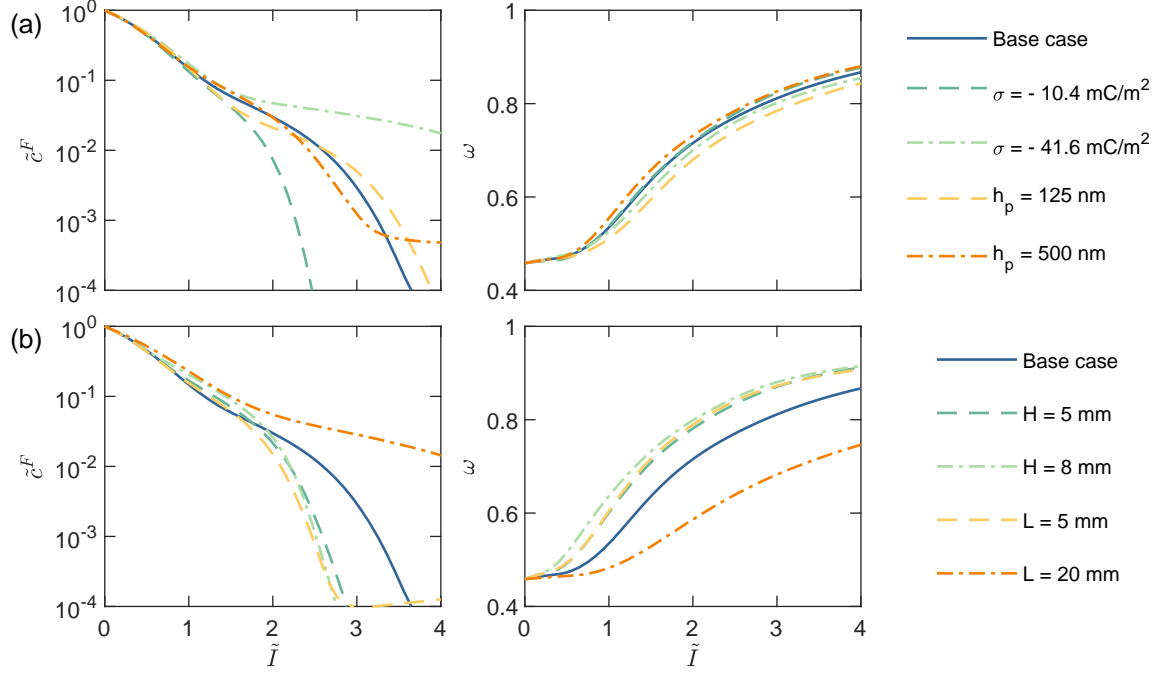 (a)
10^0
10^-1
10^-2
10^-3
10^-4
c̃^F
1
0.8
0.6
0.4
ω
Base case
σ = - 10.4 mC/m^2
σ = - 41.6 mC/m^2
h_p = 125 nm
h_p = 500 nm
(b)
10^0
10^-1
10^-2
10^-3
10^-4
c̃^F
0 1 2 3 4
Ĩ
1
0.8
0.6
0.4
ω
0 1 2 3 4
Ĩ
Base case
H = 5 mm
H = 8 mm
L = 5 mm
L = 20 mm